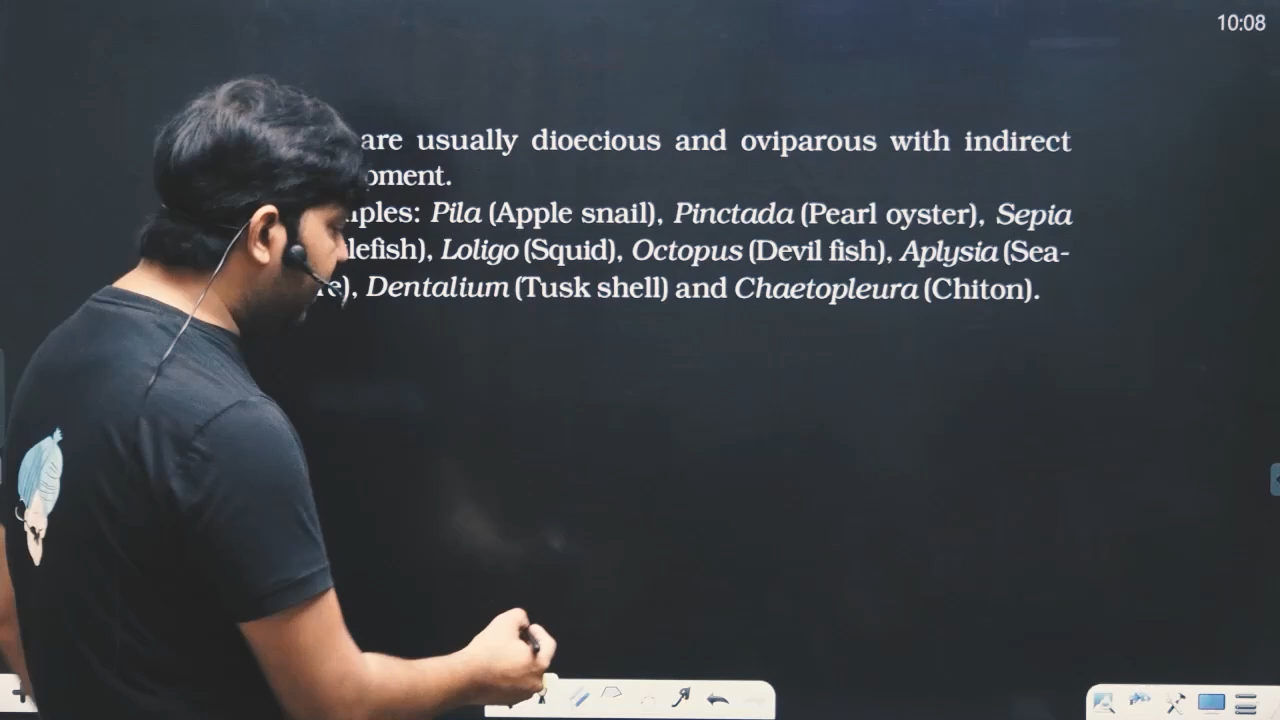 10:08
are usually dioecious and oviparous with indirect
pment.
ples: Pila (Apple snail), Pinctada (Pearl oyster), Sepia
lefish), Loligo (Squid), Octopus (Devil fish), Aplysia (Sea-
e), Dentalium (Tusk shell) and Chaetopleura (Chiton).